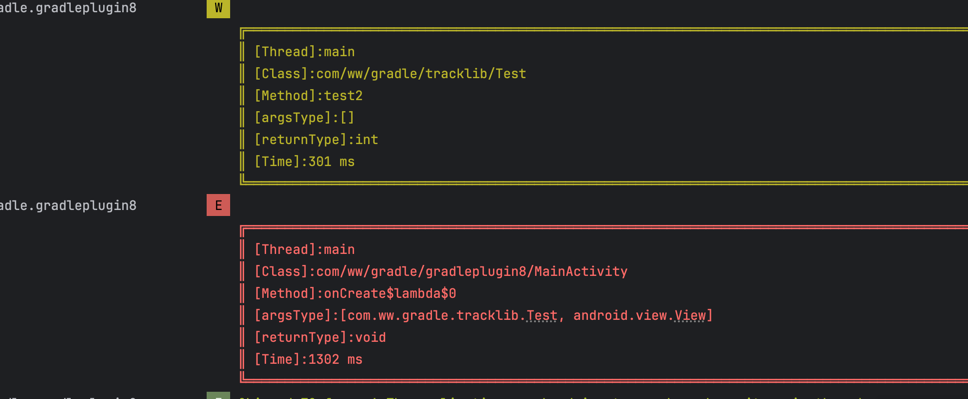 adle.gradleplugin8 W
[Thread]:main
[Class]:com/ww/gradle/tracklib/Test
[Method]:test2
[argsType]:[]
[returnType]:int
[Time]:301 ms
adle.gradleplugin8 E
[Thread]:main
[Class]:com/ww/gradle/gradleplugin8/MainActivity
[Method]:onCreate$lambda$0
[argsType]:[com.ww.gradle.tracklib.Test, android.view.View]
[returnType]:void
[Time]:1302 ms